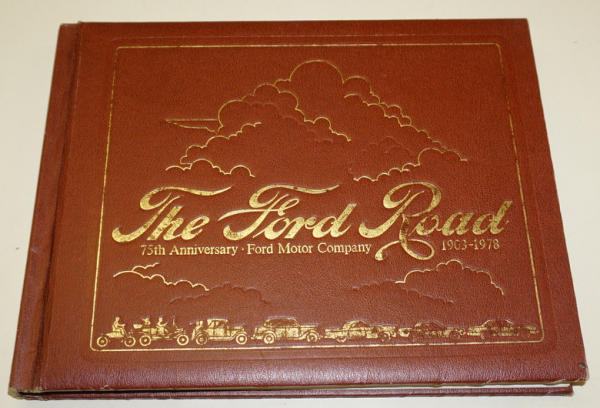 The Ford Road
75th Anniversary · Ford Motor Company 1903-1978